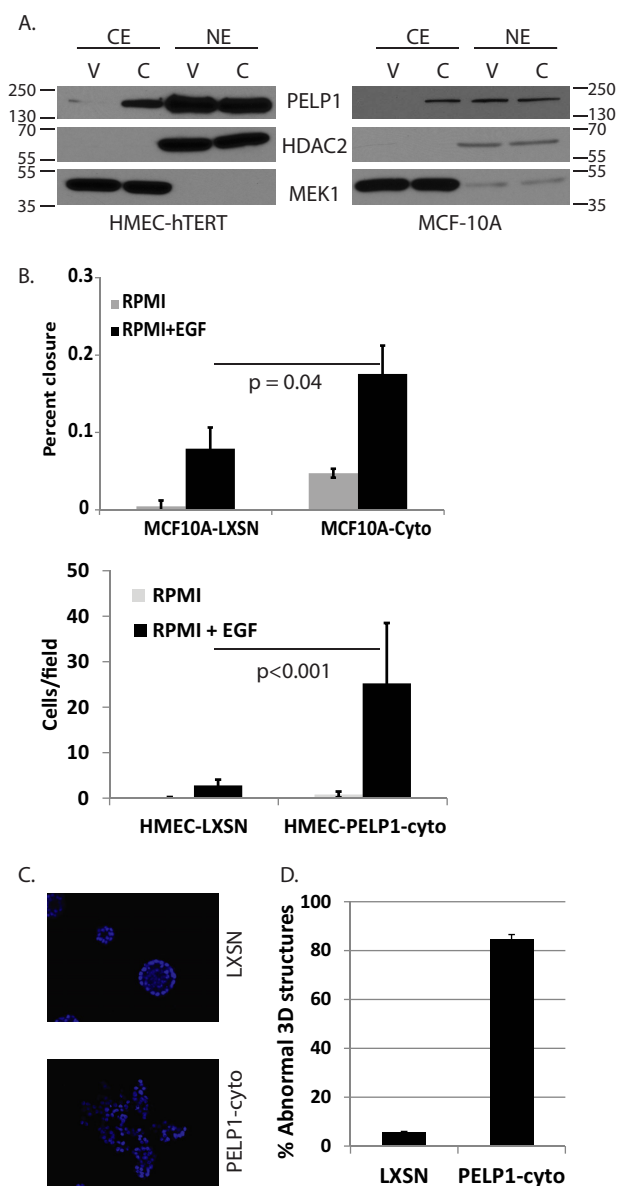 A.
CE NE CE NE
V C V C V C V C
250 PELP1 250
130 130
70 HDAC2 70
55 55
55 MEK1 55
35 35
HMEC-hTERT MCF-10A
B.
0.3
RPMI
RPMI+EGF
0.2
p = 0.04
0.1
0
Percent closure
MCF10A-LXSN MCF10A-Cyto
50
RPMI
40
RPMI + EGF
30
p<0.001
20
10
0
Cells/field
HMEC-LXSN HMEC-PELP1-cyto
C.
LXSN
PELP1-cyto
D.
100
80
60
40
20
0
% Abnormal 3D structures
LXSN PELP1-cyto